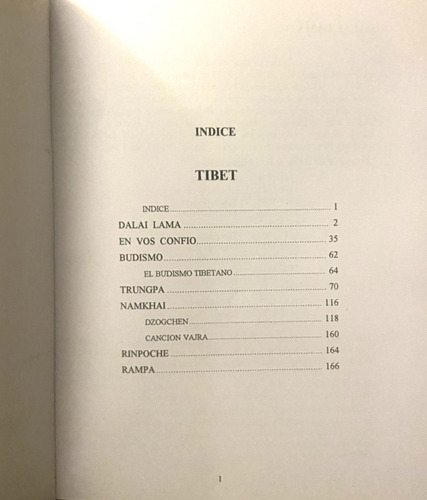 INDICE
TIBET
INDICE 1
DALAI LAMA 2
EN VOS CONFIO 35
BUDISMO 62
EL BUDISMO TIBETANO 64
TRUNGPA 70
NAMKHAI 116
DZOGCHEN 118
CANCION VAJRA 160
RINPOCHE 164
RAMPA 166
1